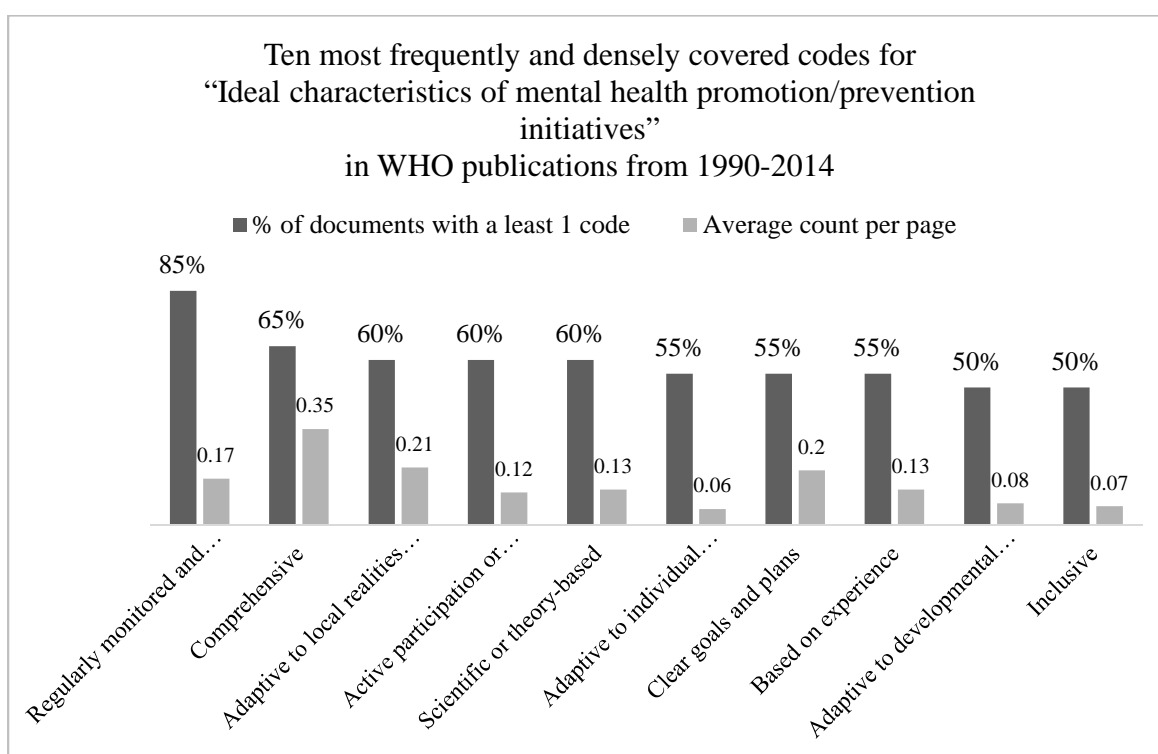 Ten most frequently and densely covered codes for
“Ideal characteristics of mental health promotion/prevention
initiatives”
in WHO publications from 1990-2014
% of documents with a least 1 code
Average count per page
85%
0.17
65%
0.35
60%
0.21
60%
0.12
60%
0.13
55%
0.06
55%
0.2
55%
0.13
50%
0.08
50%
0.07
Regularly monitored and…
Comprehensive
Adaptive to local realities…
Active participation or…
Scientific or theory-based
Adaptive to individual…
Clear goals and plans
Based on experience
Adaptive to developmental…
Inclusive